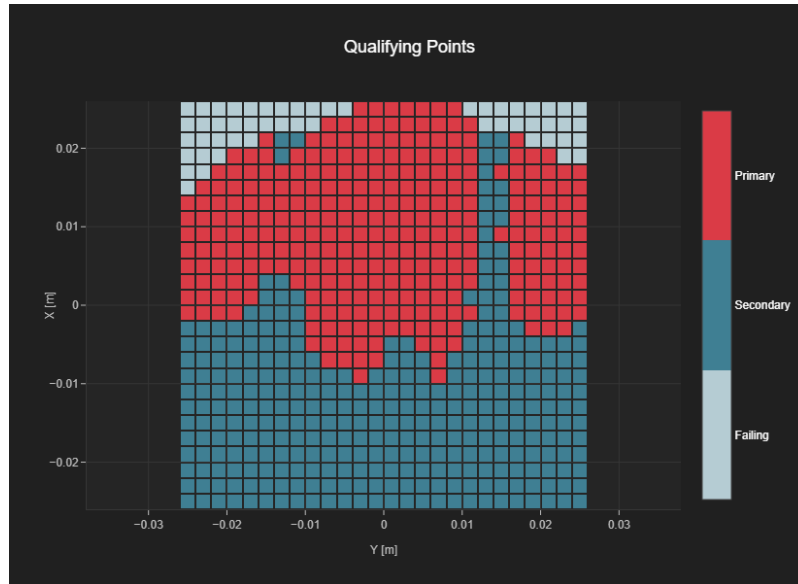 Qualifying Points
0.02
0.01
0
−0.01
−0.02
X [m]
−0.03
−0.02
−0.01
0
0.01
0.02
0.03
Y [m]
Primary
Secondary
Failing